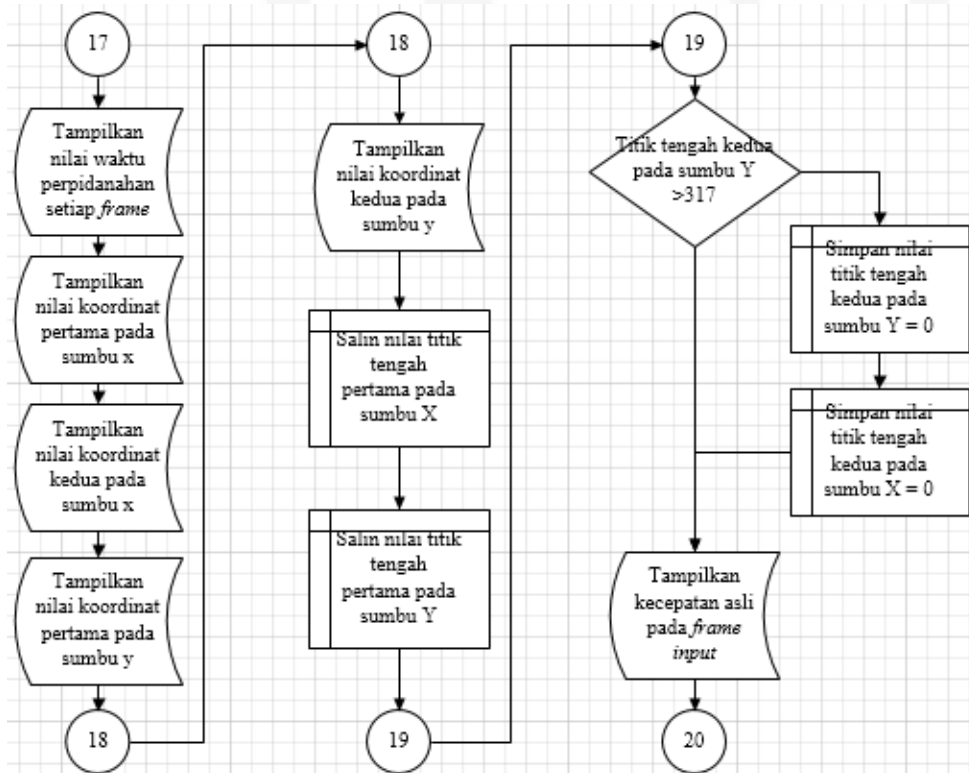 17
Tampilkan
nilai waktu
perpidanahan
setiap frame
Tampilkan
nilai koordinat
pertama pada
sumbu x
Tampilkan
nilai koordinat
kedua pada
sumbu x
Tampilkan
nilai koordinat
pertama pada
sumbu y
18
18
Tampilkan
nilai koordinat
kedua pada
sumbu y
Salin nilai titik
tengah
pertama pada
sumbu X
Salin nilai titik
tengah
pertama pada
sumbu Y
19
19
Titik tengah kedua
pada sumbu Y
>317
Simpan nilai
titik tengah
kedua pada
sumbu Y = 0
Simpan nilai
titik tengah
kedua pada
sumbu X = 0
Tampilkan
kecepatan asli
pada frame
input
20